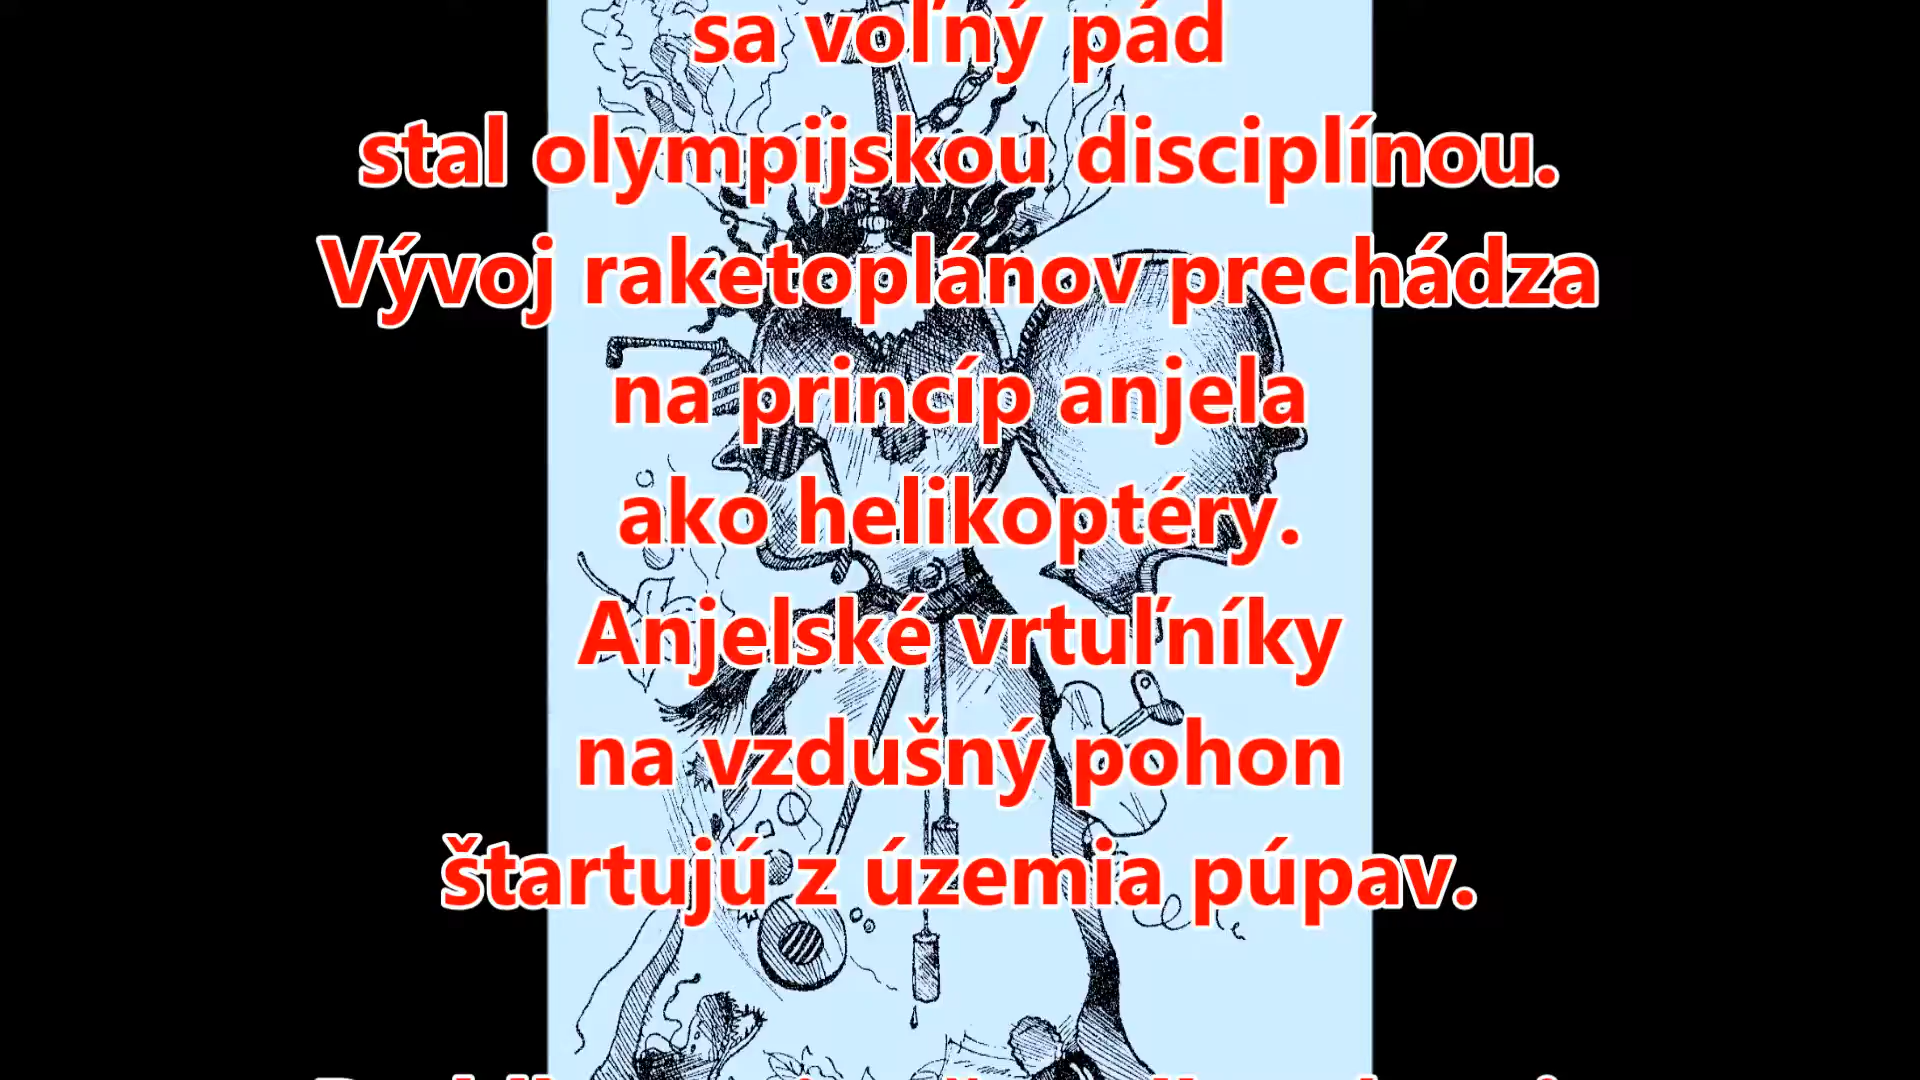 sa voľný pád
stal olympijskou disciplínou.
Vývoj raketoplánov prechádza
na princíp anjela
ako helikoptéry.
Anjelské vrtuľníky
na vzdušný pohon
štartujú z územia púpav.